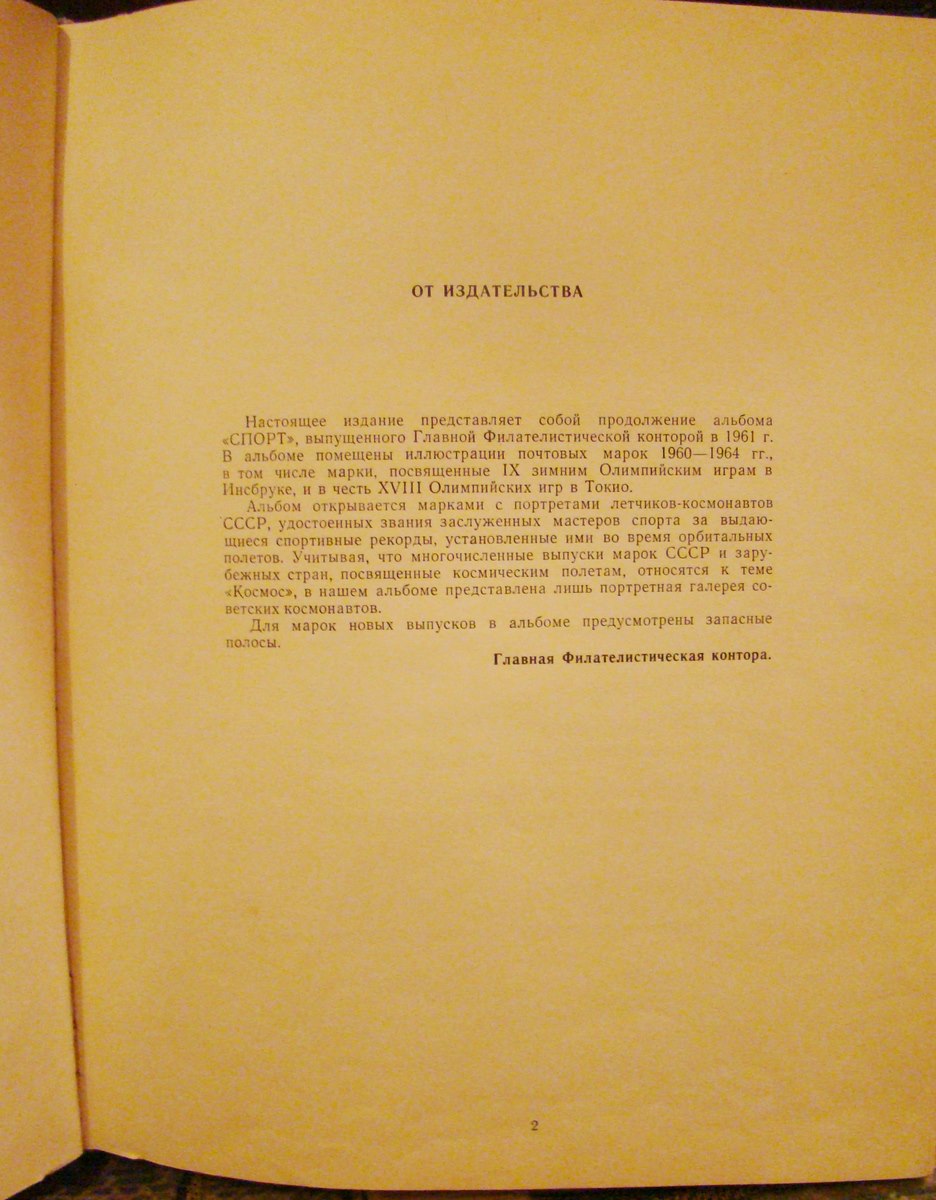 ОТ ИЗДАТЕЛЬСТВА
Настоящее издание представляет собой продолжение альбома
«СПОРТ», выпущенного Главной Филателистической конторой в 1961 г.
В альбоме помещены иллюстрации почтовых марок 1960—1964 гг.,
в том числе марки, посвященные IX зимним Олимпийским играм в
Инсбруке, и в честь XVIII Олимпийских игр в Токио.
Альбом открывается марками с портретами летчиков-космонавтов
СССР, удостоенных звания заслуженных мастеров спорта за выдаю-
щиеся спортивные рекорды, установленные ими во время орбитальных
полетов. Учитывая, что многочисленные выпуски марок СССР и зару-
бежных стран, посвященные космическим полетам, относятся к теме
«Космос», в нашем альбоме представлена лишь портретная галерея со-
ветских космонавтов.
Для марок новых выпусков в альбоме предусмотрены запасные
полосы.
Главная Филателистическая контора.
2